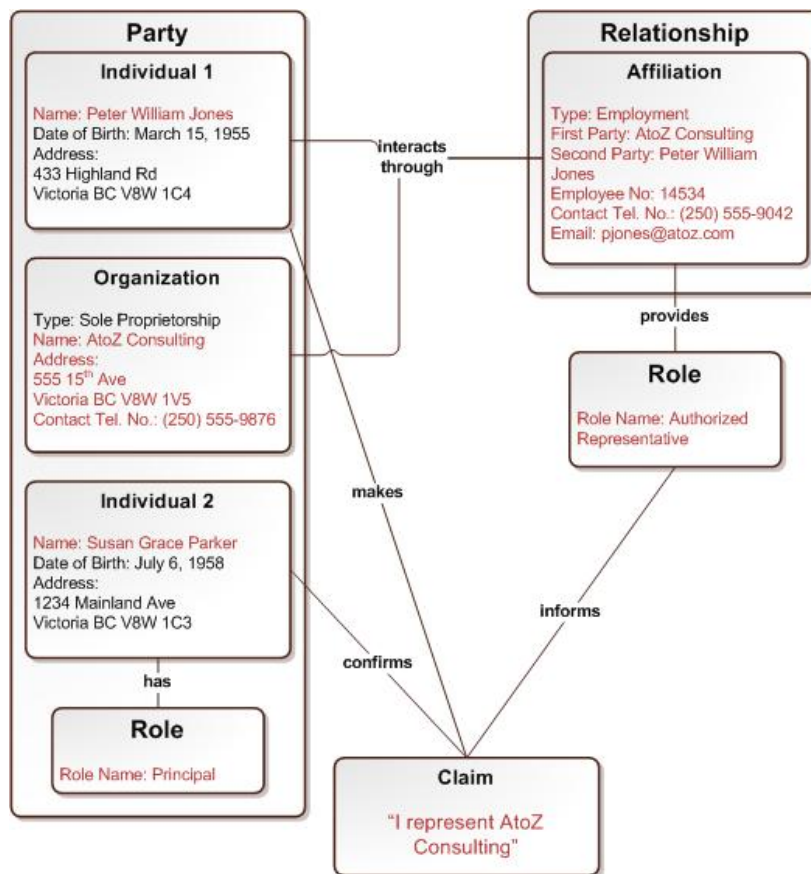 Party
Individual 1
Name: Peter William Jones
Date of Birth: March 15, 1955
Address:
433 Highland Rd
Victoria BC V8W 1C4
Organization
Type: Sole Proprietorship
Name: AtoZ Consulting
Address:
555 15th Ave
Victoria BC V8W 1V5
Contact Tel. No.: (250) 555-9876
Individual 2
Name: Susan Grace Parker
Date of Birth: July 6, 1958
Address:
1234 Mainland Ave
Victoria BC V8W 1C3
has
Role
Role Name: Principal
interacts
through
makes
confirms
Relationship
Affiliation
Type: Employment
First Party: AtoZ Consulting
Second Party: Peter William
Jones
Employee No: 14534
Contact Tel. No.: (250) 555-9042
Email: pjones@atoz.com
provides
Role
Role Name: Authorized
Representative
informs
Claim
“I represent AtoZ
Consulting”